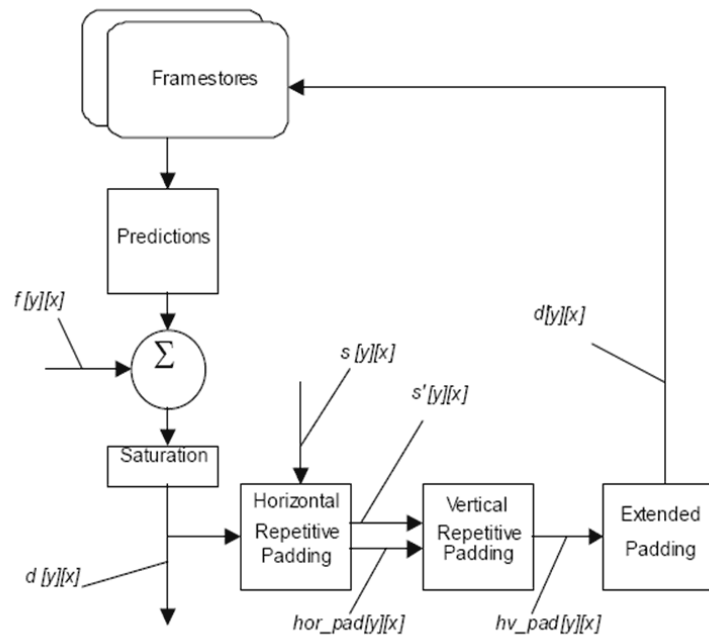 Framestores
Predictions
f [y][x]
Σ
d'[y][x]
s [y][x]
s'[y][x]
Saturation
Horizontal
Repetitive
Padding
Vertical
Repetitive
Padding
Extended
Padding
d [y][x]
hor_pad[y][x]
hv_pad[y][x]